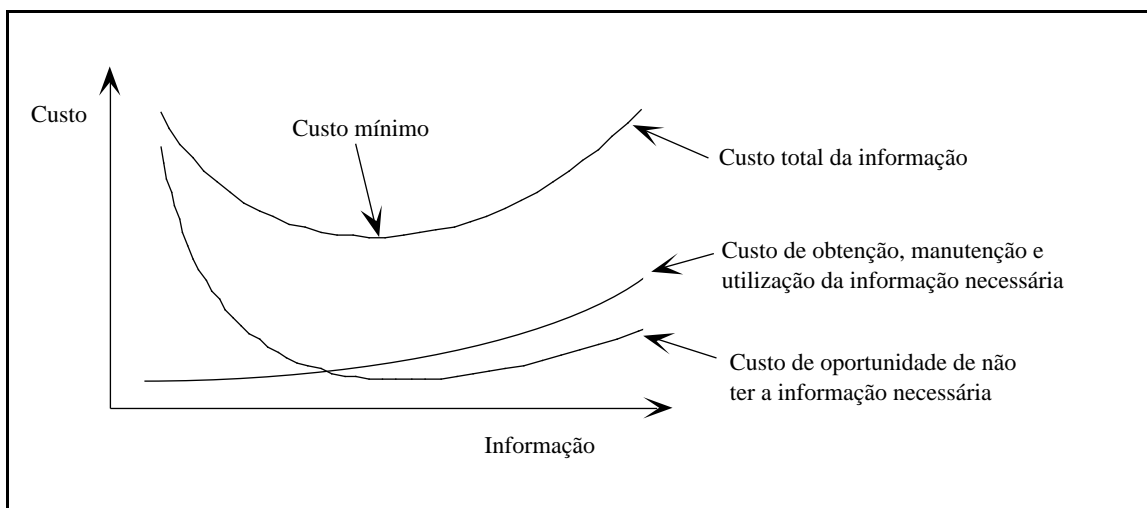 Custo
Custo mínimo
Custo total da informação
Custo de obtenção, manutenção e
utilização da informação necessária
Custo de oportunidade de não
ter a informação necessária
Informação